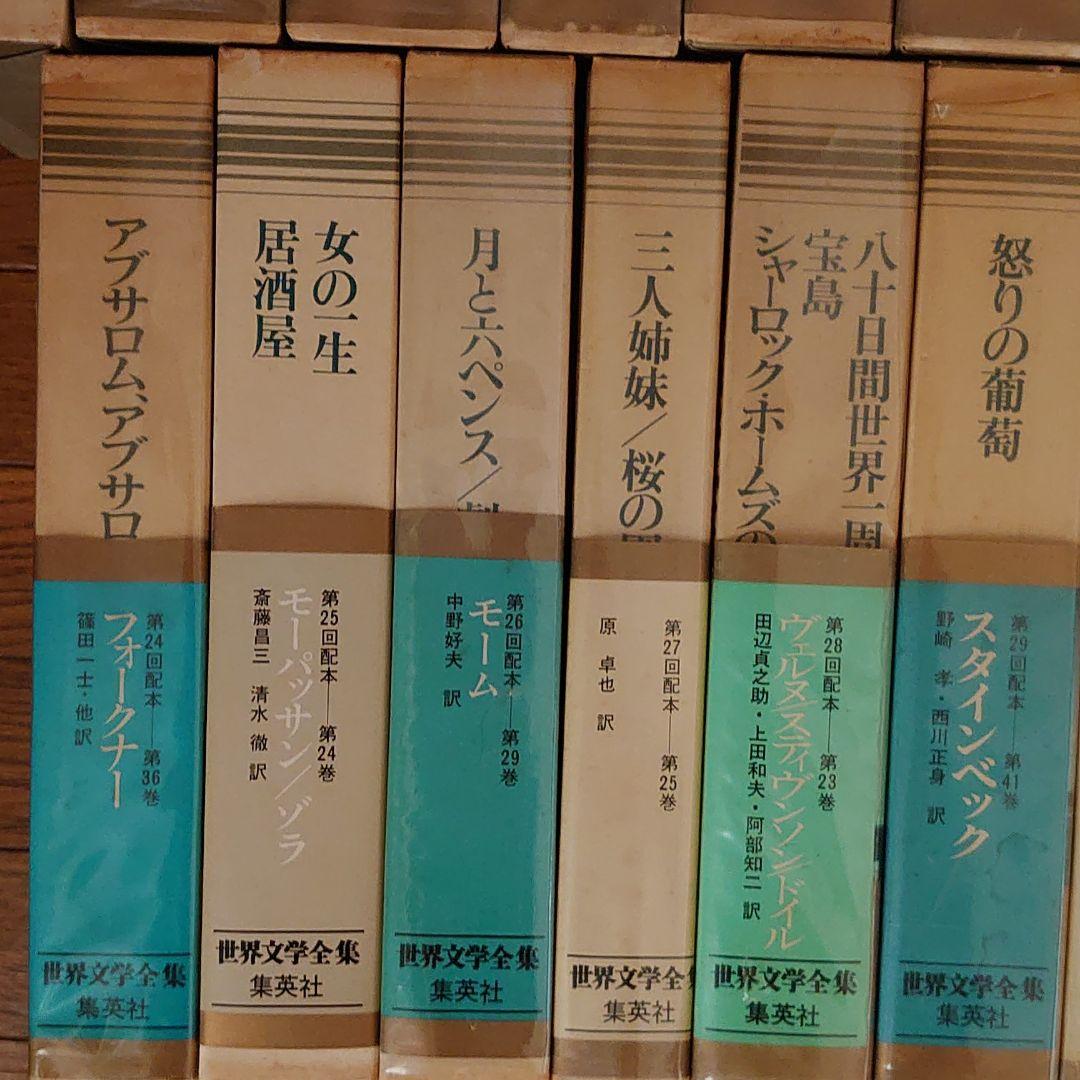 アブサロム、アブサロ
第24回配本——第36巻
フォークナー
篠田一士・他 訳
世界文学全集
集英社
女の一生
居酒屋
第25回配本——第24巻
モーパッサン／ゾラ
斎藤昌三 清水 徹 訳
世界文学全集
集英社
月と六ペンス／
第26回配本——第29巻
モーム
中野好夫 訳
世界文学全集
集英社
三人姉妹／桜の
第27回配本——第25巻
原 卓也 訳
世界文学全集
集英社
八十日間世界一周
宝島
シャーロック・ホームズの
第28回配本——第23巻
ヴェルヌ スティヴンソン ドイル
田辺貞之助・上田和夫・阿部知二 訳
世界文学全集
集英社
怒りの葡萄
第29回配本——第41巻
スタインベック
野崎 孝・西川正身 訳
世界文学全集
集英社